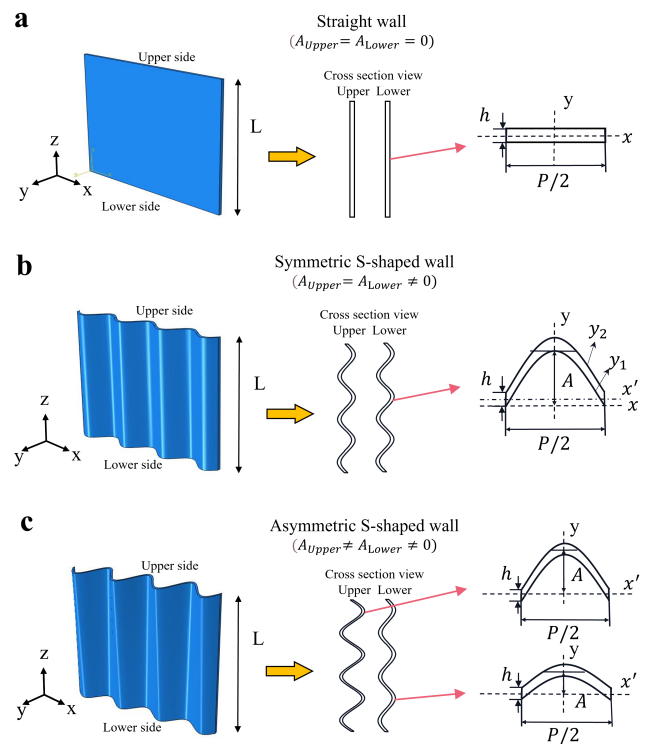 a
Straight wall
(A_Upper = A_Lower = 0)
Upper side
Cross section view
Upper Lower
L
z
y
x
Lower side
y
h
x
P/2
b
Symmetric S-shaped wall
(A_Upper = A_Lower ≠ 0)
Upper side
Cross section view
Upper Lower
L
z
y
x
Lower side
y
y₂
y₁
h
A
x′
x
P/2
c
Asymmetric S-shaped wall
(A_Upper ≠ A_Lower ≠ 0)
Upper side
Cross section view
Upper Lower
L
z
y
x
Lower side
y
h
A
x′
P/2
y
h
A
x′
P/2